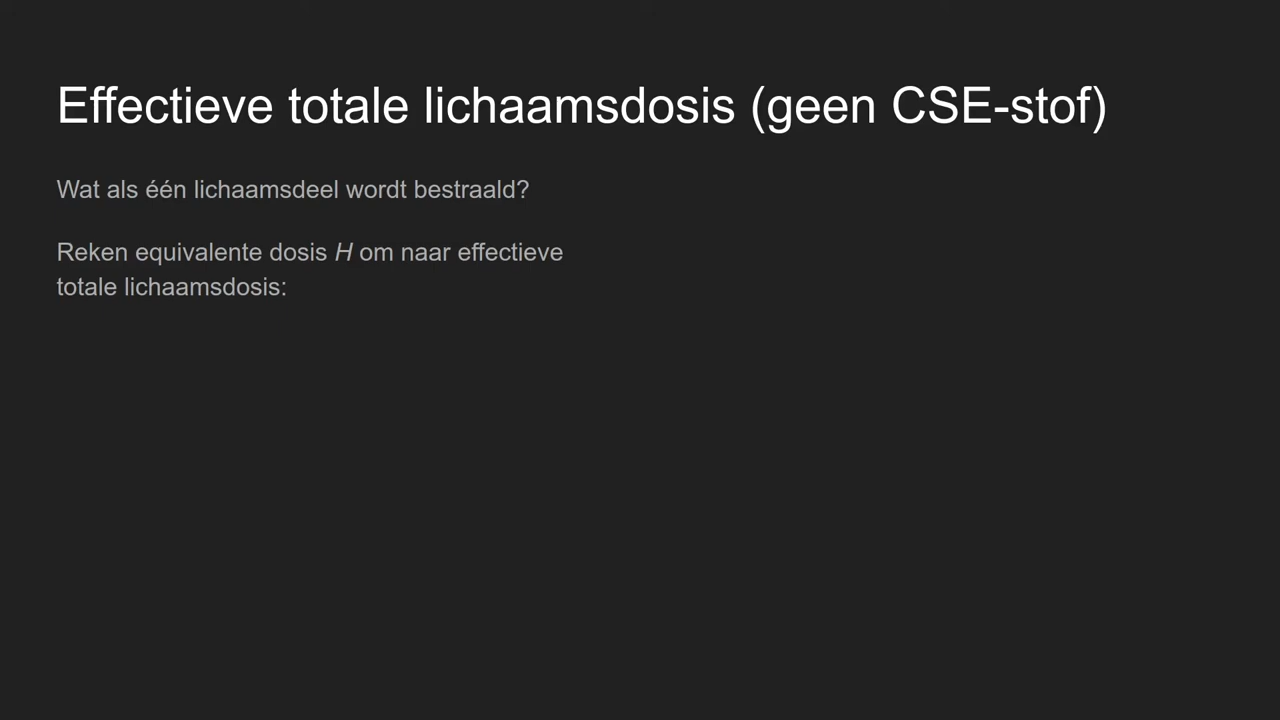 Effectieve totale lichaamsdosis (geen CSE-stof)
Wat als één lichaamsdeel wordt bestraald?
Reken equivalente dosis H om naar effectieve
totale lichaamsdosis: